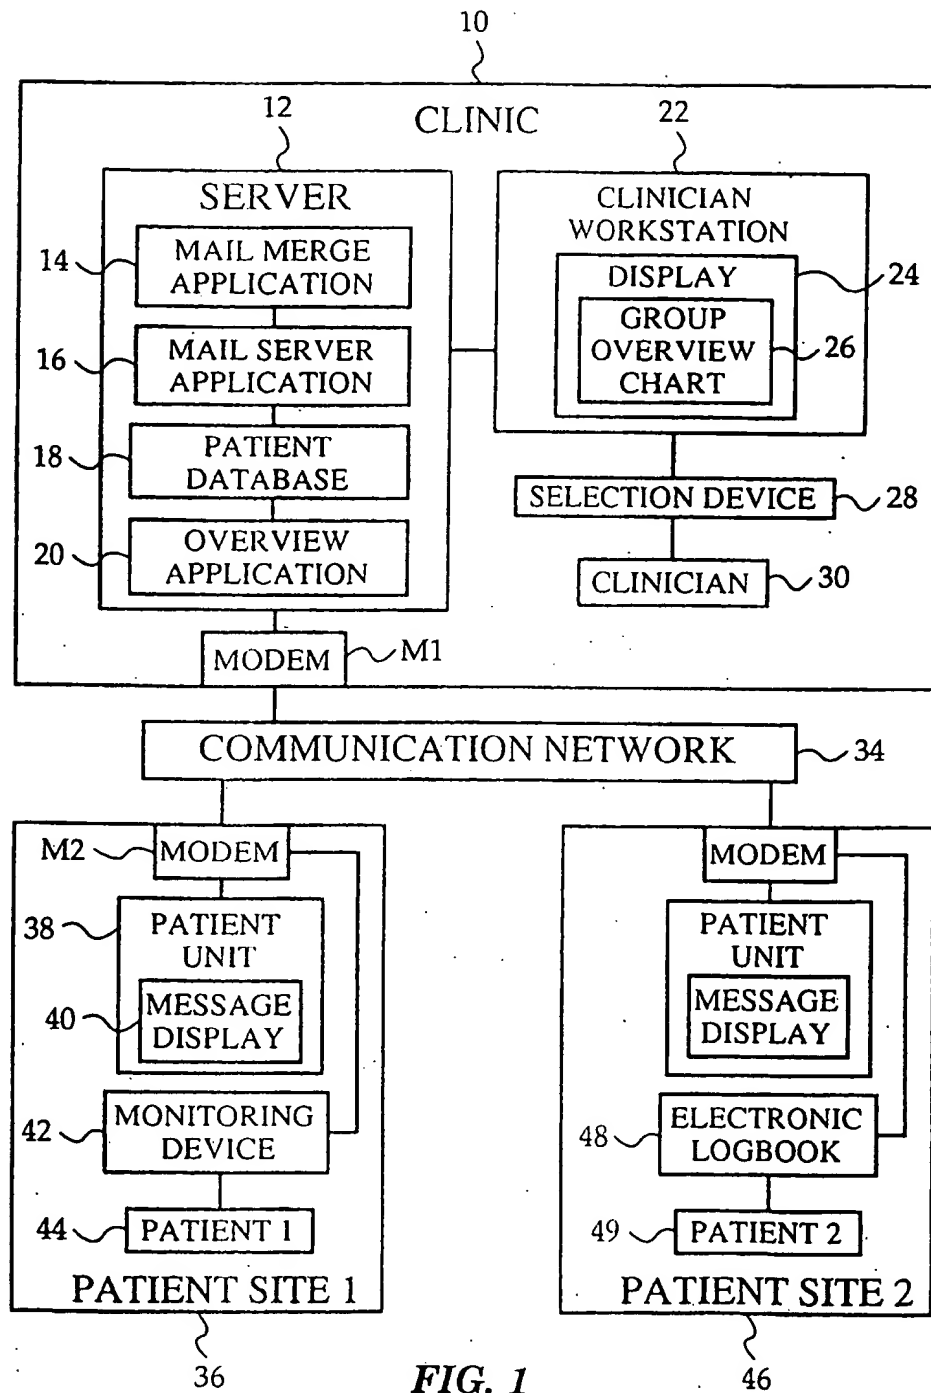 10
CLINIC
12
22
SERVER
14
MAIL MERGE
APPLICATION
16
MAIL SERVER
APPLICATION
18
PATIENT
DATABASE
20
OVERVIEW
APPLICATION
CLINICIAN
WORKSTATION
DISPLAY
24
GROUP
OVERVIEW
CHART
26
SELECTION DEVICE
28
CLINICIAN
30
MODEM
M1
COMMUNICATION NETWORK
34
M2
MODEM
38
PATIENT
UNIT
40
MESSAGE
DISPLAY
42
MONITORING
DEVICE
44
PATIENT 1
PATIENT SITE 1
36
MODEM
PATIENT
UNIT
MESSAGE
DISPLAY
48
ELECTRONIC
LOGBOOK
49
PATIENT 2
PATIENT SITE 2
46
FIG. 1